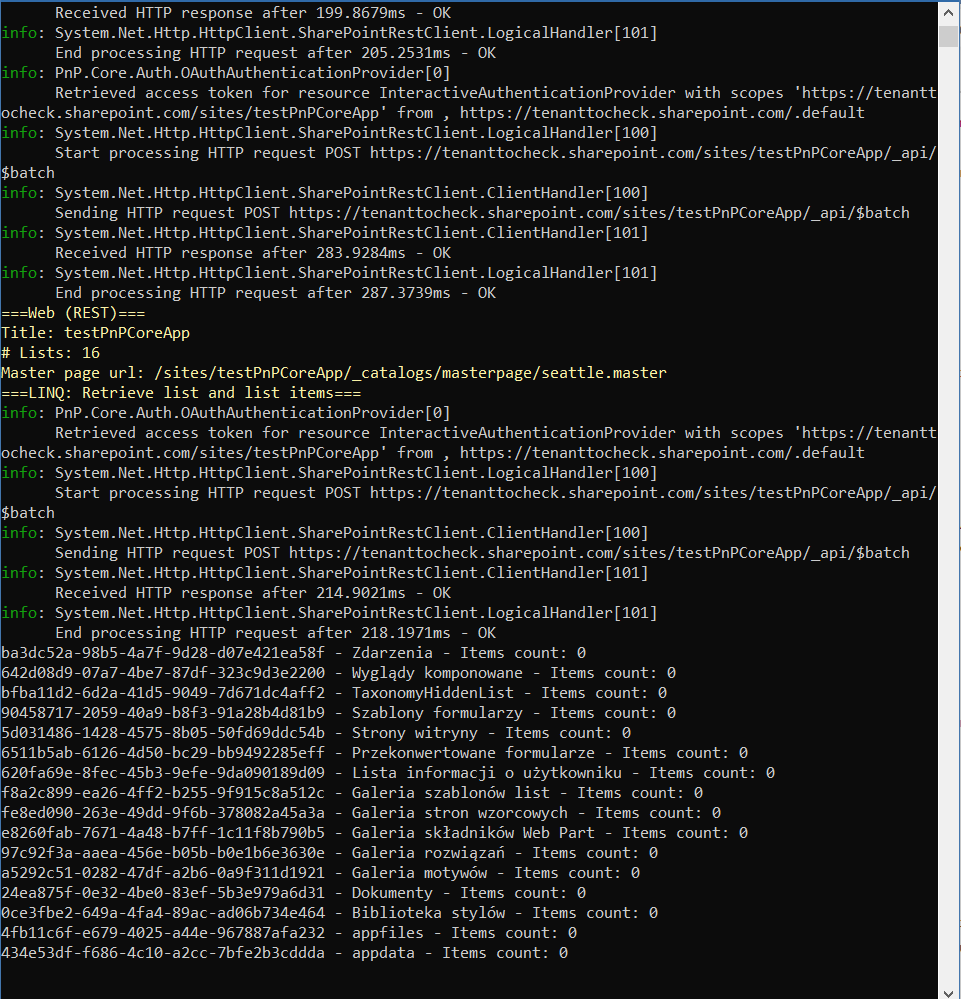 Received HTTP response after 199.8679ms - OK
info: System.Net.Http.HttpClient.SharePointRestClient.LogicalHandler[101]
      End processing HTTP request after 205.2531ms - OK
info: PnP.Core.Auth.OAuthAuthenticationProvider[0]
      Retrieved access token for resource InteractiveAuthenticationProvider with scopes 'https://tenantt
ocheck.sharepoint.com/sites/testPnPCoreApp' from , https://tenanttocheck.sharepoint.com/.default
info: System.Net.Http.HttpClient.SharePointRestClient.LogicalHandler[100]
      Start processing HTTP request POST https://tenanttocheck.sharepoint.com/sites/testPnPCoreApp/_api/
$batch
info: System.Net.Http.HttpClient.SharePointRestClient.ClientHandler[100]
      Sending HTTP request POST https://tenanttocheck.sharepoint.com/sites/testPnPCoreApp/_api/$batch
info: System.Net.Http.HttpClient.SharePointRestClient.ClientHandler[101]
      Received HTTP response after 283.9284ms - OK
info: System.Net.Http.HttpClient.SharePointRestClient.LogicalHandler[101]
      End processing HTTP request after 287.3739ms - OK
===Web (REST)===
Title: testPnPCoreApp
# Lists: 16
Master page url: /sites/testPnPCoreApp/_catalogs/masterpage/seattle.master
===LINQ: Retrieve list and list items===
info: PnP.Core.Auth.OAuthAuthenticationProvider[0]
      Retrieved access token for resource InteractiveAuthenticationProvider with scopes 'https://tenantt
ocheck.sharepoint.com/sites/testPnPCoreApp' from , https://tenanttocheck.sharepoint.com/.default
info: System.Net.Http.HttpClient.SharePointRestClient.LogicalHandler[100]
      Start processing HTTP request POST https://tenanttocheck.sharepoint.com/sites/testPnPCoreApp/_api/
$batch
info: System.Net.Http.HttpClient.SharePointRestClient.ClientHandler[100]
      Sending HTTP request POST https://tenanttocheck.sharepoint.com/sites/testPnPCoreApp/_api/$batch
info: System.Net.Http.HttpClient.SharePointRestClient.ClientHandler[101]
      Received HTTP response after 214.9021ms - OK
info: System.Net.Http.HttpClient.SharePointRestClient.LogicalHandler[101]
      End processing HTTP request after 218.1971ms - OK
ba3dc52a-98b5-4a7f-9d28-d07e421ea58f - Zdarzenia - Items count: 0
642d08d9-07a7-4be7-87df-323c9d3e2200 - Wyglądy komponowane - Items count: 0
bfba11d2-6d2a-41d5-9049-7d671dc4aff2 - TaxonomyHiddenList - Items count: 0
90458717-2059-40a9-b8f3-91a28b4d81b9 - Szablony formularzy - Items count: 0
5d031486-1428-4575-8b05-50fd69ddc54b - Strony witryny - Items count: 0
6511b5ab-6126-4d50-bc29-bb9492285eff - Przekonwertowane formularze - Items count: 0
620fa69e-8fec-45b3-9efe-9da090189d09 - Lista informacji o użytkowniku - Items count: 0
f8a2c899-ea26-4ff2-b255-9f915c8a512c - Galeria szablonów list - Items count: 0
fe8ed090-263e-49dd-9f6b-378082a45a3a - Galeria stron wzorcowych - Items count: 0
e8260fab-7671-4a48-b7ff-1c11f8b790b5 - Galeria składników Web Part - Items count: 0
97c92f3a-aaea-456e-b05b-b0e1b6e3630e - Galeria rozwiązań - Items count: 0
a5292c51-0282-47df-a2b6-0a9f311d1921 - Galeria motywów - Items count: 0
24ea875f-0e32-4be0-83ef-5b3e979a6d31 - Dokumenty - Items count: 0
0ce3fbe2-649a-4fa4-89ac-ad06b734e464 - Biblioteka stylów - Items count: 0
4fb11c6f-e679-4025-a44e-967887afa232 - appfiles - Items count: 0
434e53df-f686-4c10-a2cc-7bfe2b3cddda - appdata - Items count: 0